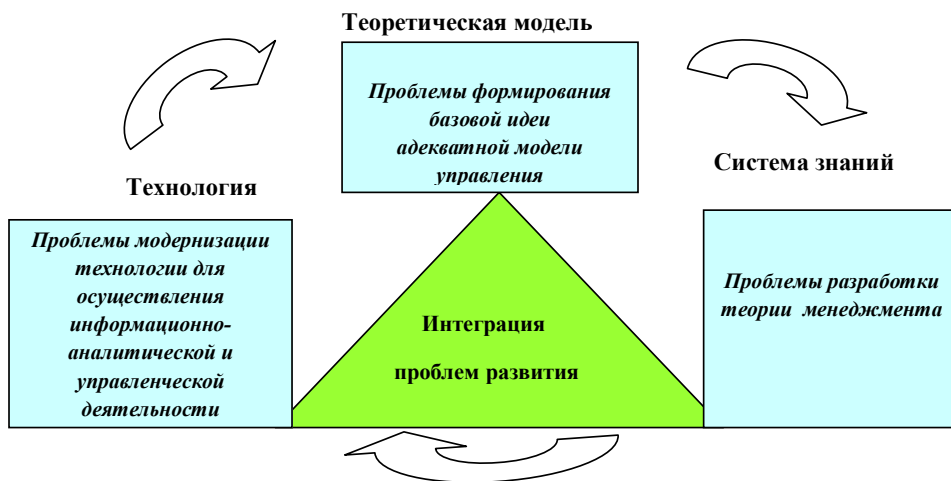 Теоретическая модель
Проблемы формирования
базовой идеи
адекватной модели
управления
Технология
Система знаний
Проблемы модернизации
технологии для
осуществления
информационно-
аналитической и
управленческой
деятельности
Интеграция
проблем развития
Проблемы разработки
теории менеджмента